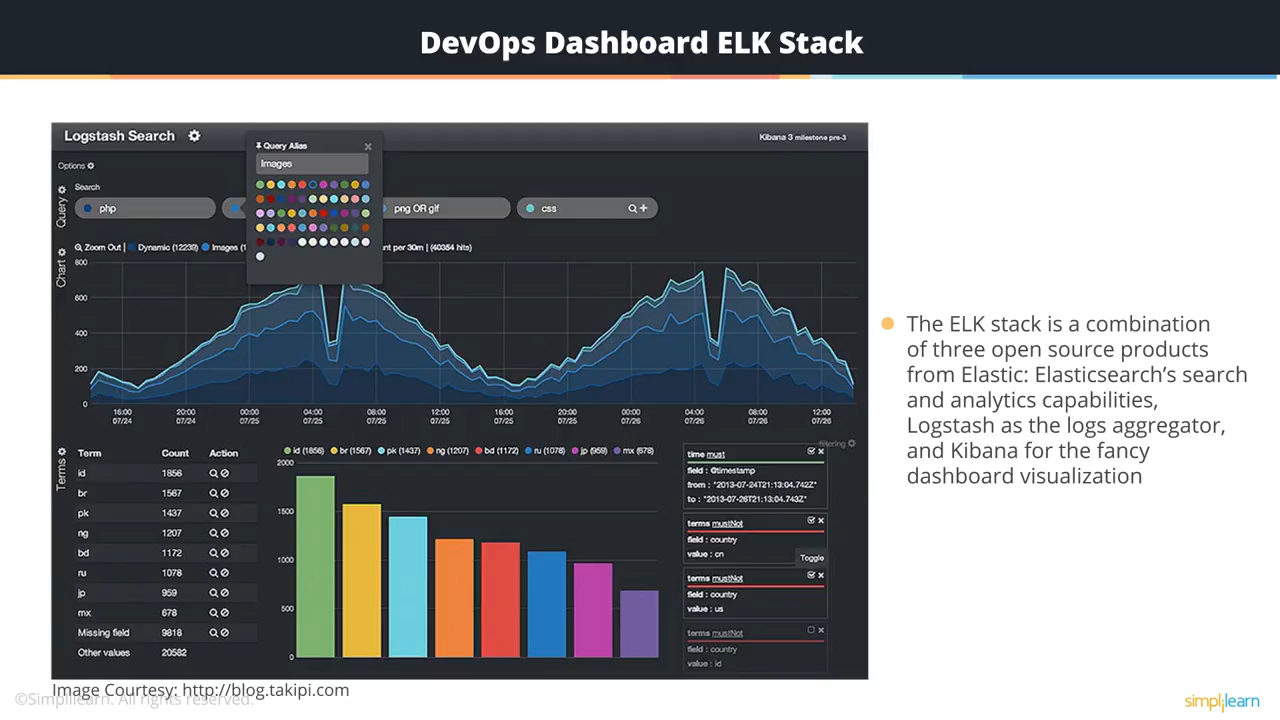 DevOps Dashboard ELK Stack
Logstash Search
Kibana 3 milestone pre-3
Options
Query Alias
Images
Search
Query
php
png OR gif
css
Zoom Out | Dynamic (12239) Images (1
nt per 30m | (40354 hits)
Chart
800
600
400
200
0
16:00 20:00 00:00 04:00 08:00 12:00 16:00 20:00 00:00 04:00 08:00 12:00
07/24 07/24 07/25 07/25 07/25 07/25 07/25 07/25 07/26 07/26 07/26 07/26
Terms
Term Count Action
id 1856
br 1567
pk 1437
ng 1207
bd 1172
ru 1078
jp 959
mx 678
Missing field 9818
Other values 20582
id (1856) br (1567) pk (1437) ng (1207) bd (1172) ru (1078) jp (959) mx (678)
2000
1500
1000
500
0
filtering
time must
field : @timestamp
from : "2013-07-24T21:13:04.742Z"
to : "2013-07-26T21:13:04.743Z"
terms mustNot
field : country
value : cn
Toggle
terms mustNot
field : country
value : us
terms mustNot
field : country
value : id
The ELK stack is a combination
of three open source products
from Elastic: Elasticsearch’s search
and analytics capabilities,
Logstash as the logs aggregator,
and Kibana for the fancy
dashboard visualization
Image Courtesy: http://blog.takipi.com
©Simplilearn. All rights reserved.
simplilearn